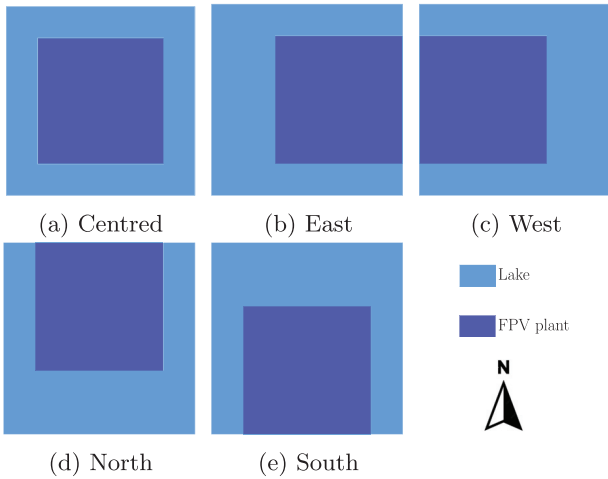 (a) Centred
(b) East
(c) West
Lake
FPV plant
N
(d) North
(e) South